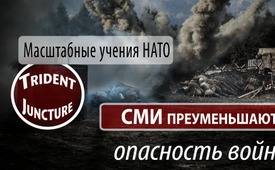 Масштабные учения НАТО
TRIDENT
JUNCTURE
СМИ ПРЕУМЕНЬШАЮТ
опасность войн